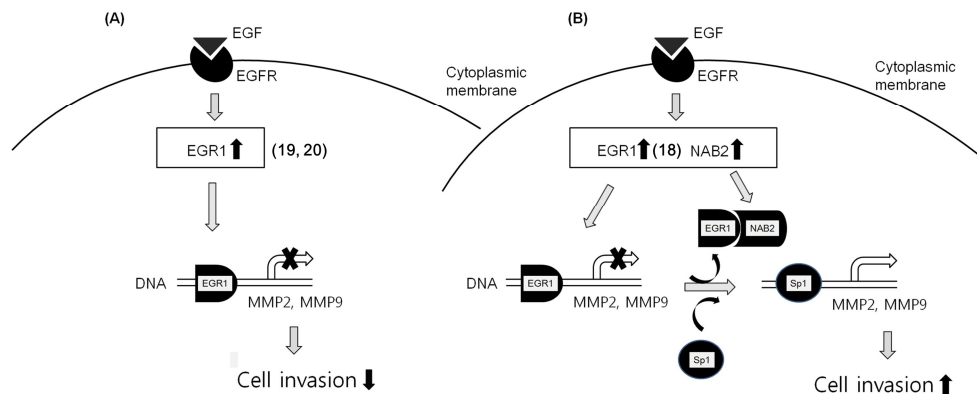 (A)
EGF
EGFR
Cytoplasmic
membrane
EGR1
(19, 20)
DNA
EGR1
MMP2, MMP9
Cell invasion
(B)
EGF
EGFR
Cytoplasmic
membrane
EGR1 (18) NAB2
EGR1 NAB2
DNA
EGR1
MMP2, MMP9
Sp1
Sp1
MMP2, MMP9
Cell invasion